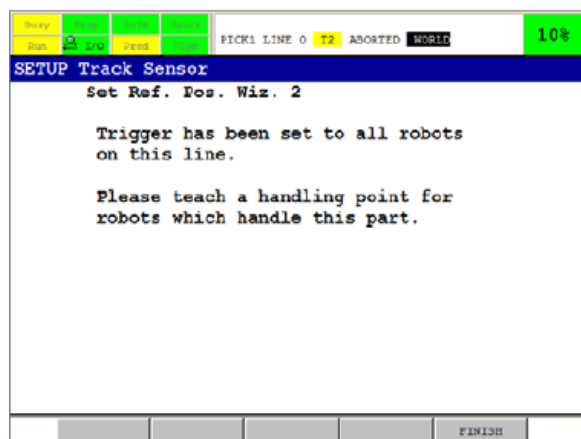 Busy Step Hold Fault
Run I/O Prod TCyc
PICK1 LINE 0 T2 ABORTED WORLD
10%
SETUP Track Sensor
Set Ref. Pos. Wiz. 2
Trigger has been set to all robots
on this line.
Please teach a handling point for
robots which handle this part.
FINISH